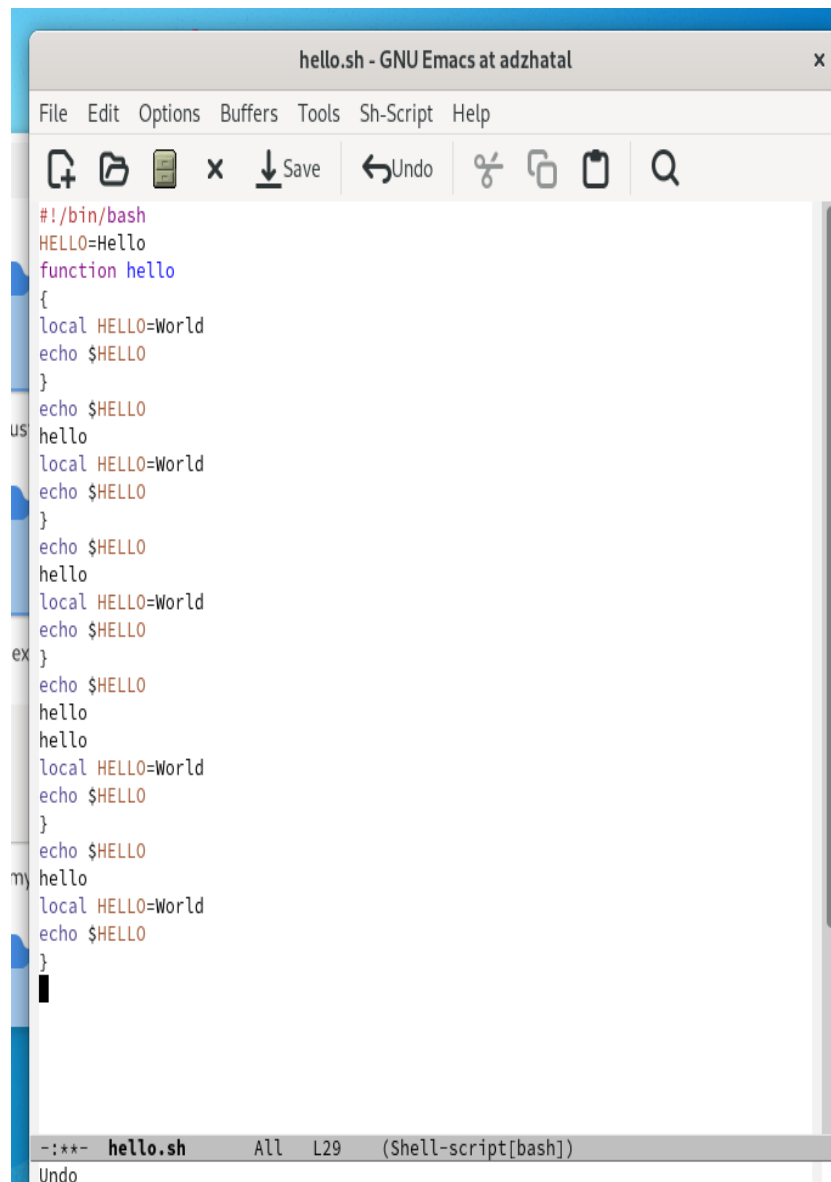 hello.sh - GNU Emacs at adzhatal ×
File Edit Options Buffers Tools Sh-Script Help
Save Undo
#!/bin/bash
HELLO=Hello
function hello
{
local HELLO=World
echo $HELLO
}
echo $HELLO
hello
local HELLO=World
echo $HELLO
}
echo $HELLO
hello
local HELLO=World
echo $HELLO
}
echo $HELLO
hello
hello
local HELLO=World
echo $HELLO
}
echo $HELLO
hello
local HELLO=World
echo $HELLO
}
-:**- hello.sh All L29 (Shell-script[bash])
Undo